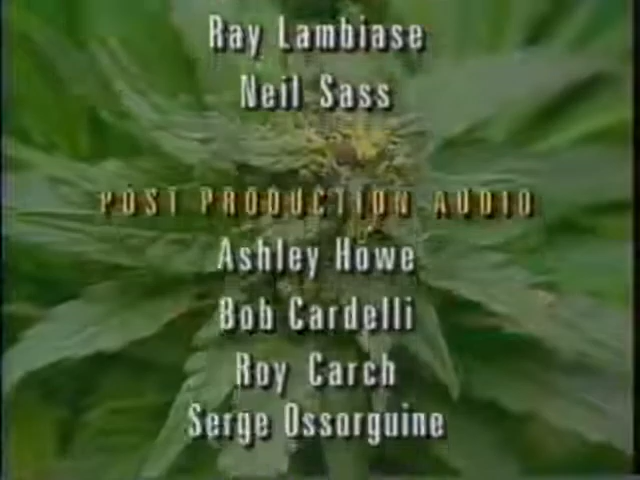 Ray Lambiase
Neil Sass
POST PRODUCTION AUDIO
Ashley Howe
Bob Cardelli
Roy Carch
Serge Ossorguine